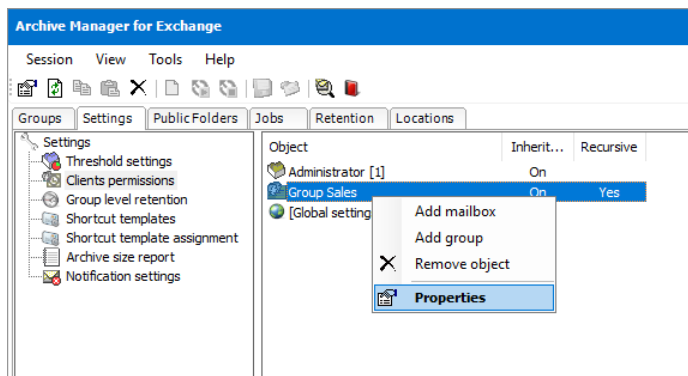 Archive Manager for Exchange
Session View Tools Help
Groups Settings PublicFolders Jobs Retention Locations
Settings
Threshold settings
Clients permissions
Group level retention
Shortcut templates
Shortcut template assignment
Archive size report
Notification settings
Object Inherit... Recursive
Administrator [1] On
Group Sales On Yes
[Global setting
Add mailbox
Add group
Remove object
Properties